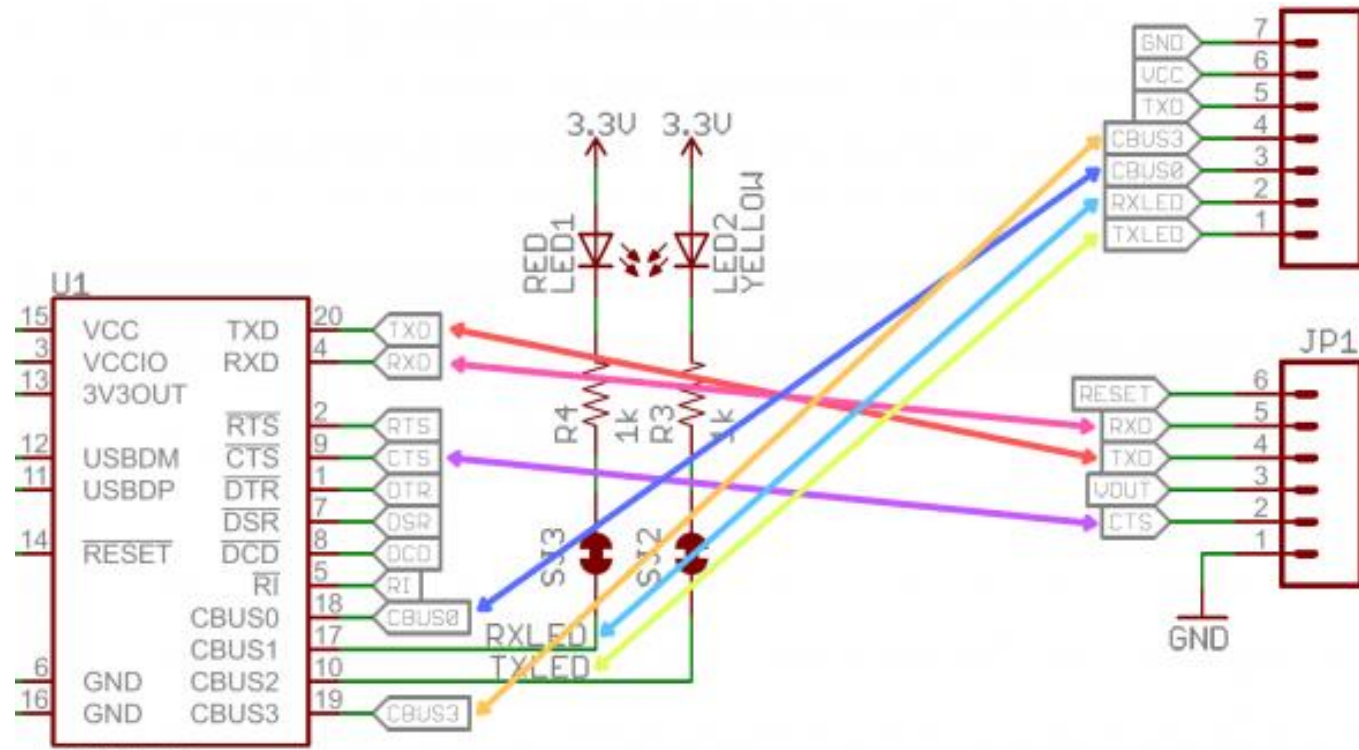 GND 7
VCC 6
TXD 5
CBUS3 4
CBUS0 3
RXLED 2
TXLED 1
3.3V 3.3V
RED
LED1
LED2
YELLOW
R4
1k
R3
1k
SJ3
SJ2
U1
15 VCC TXD 20 TXD
3 VCCIO RXD 4 RXD
13 3V3OUT
RTS 2 RTS
12 USBDM CTS 9 CTS
11 USBDP DTR 1 DTR
DSR 7 DSR
14 RESET DCD 8 DCD
RI 5 RI
CBUS0 18 CBUS0
CBUS1 17 RXLED
6 GND CBUS2 10 TXLED
16 GND CBUS3 19 CBUS3
JP1
RESET 6
RXD 5
TXD 4
VOUT 3
CTS 2
1
GND